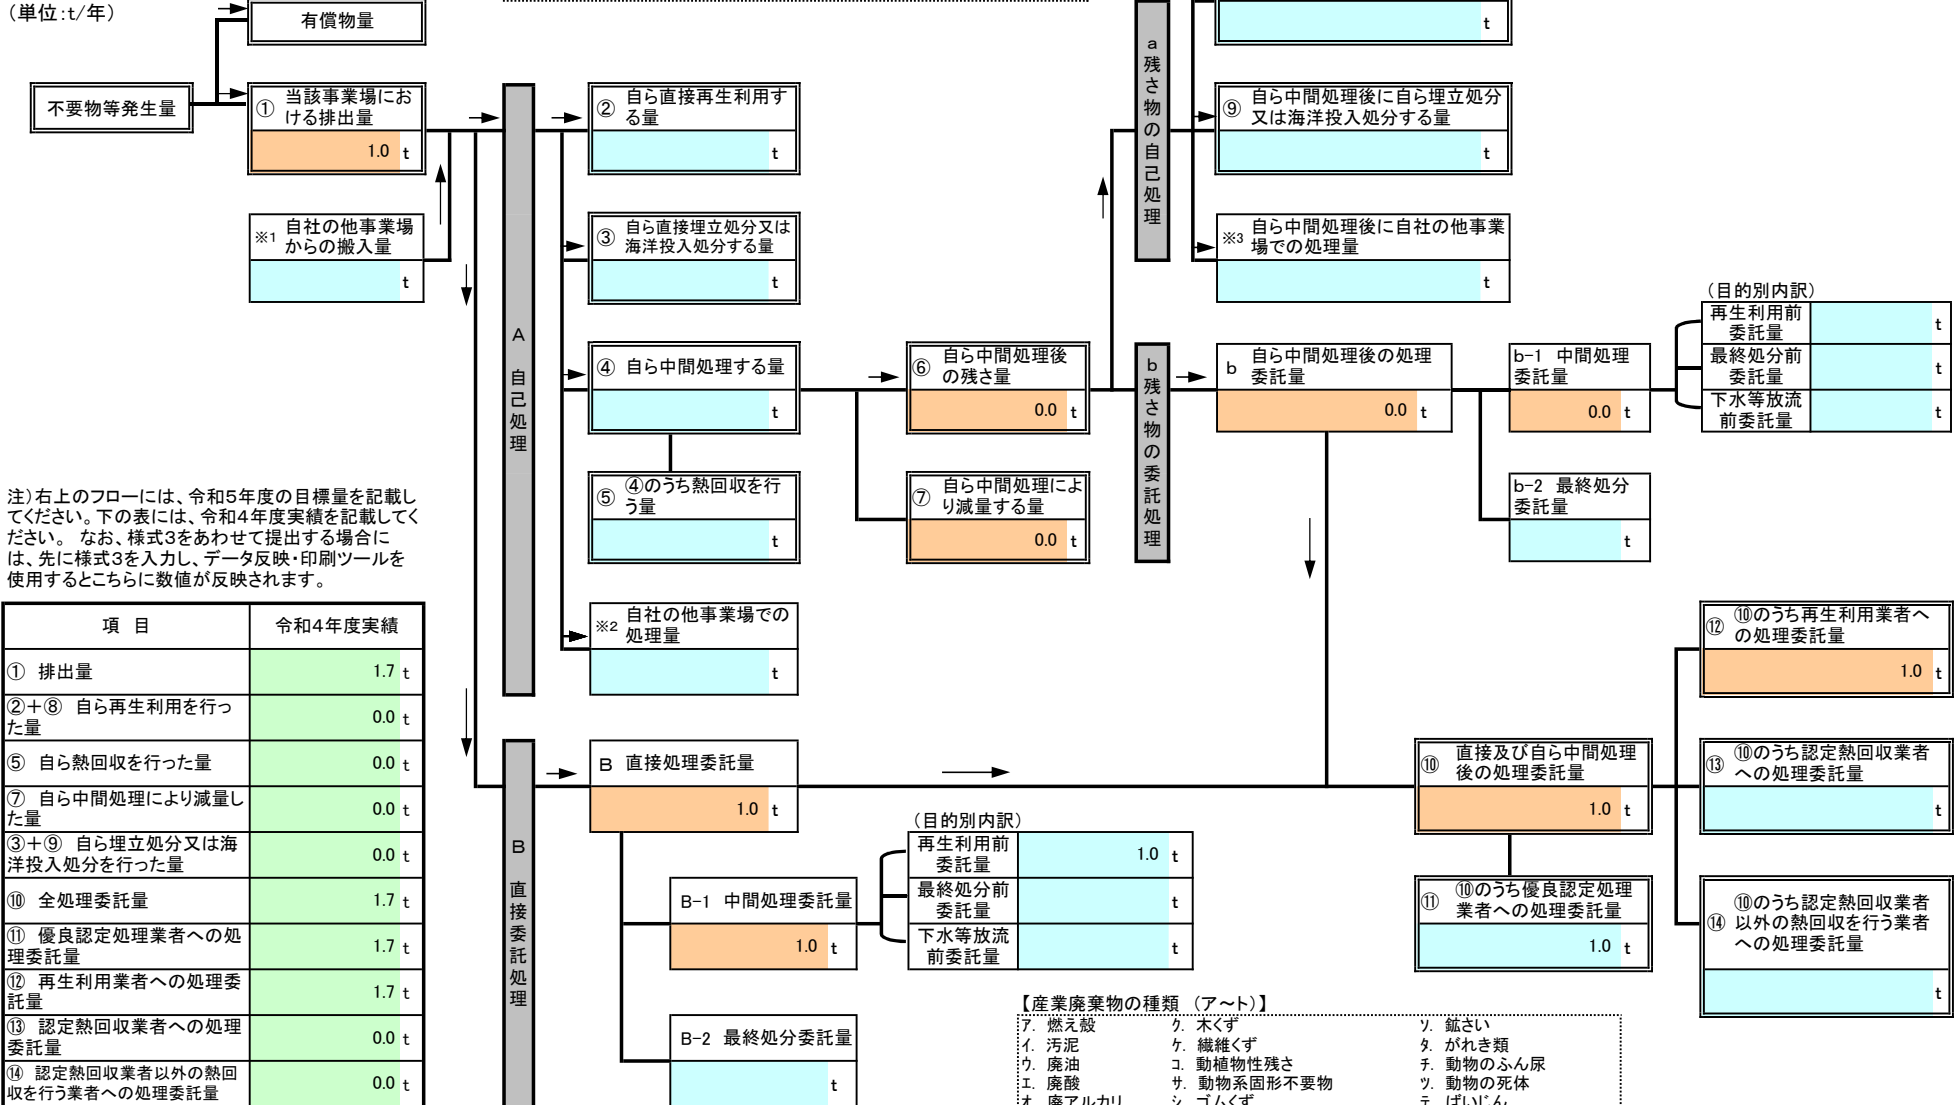 （単位:t/年）
有償物量
t
不要物等発生量
① 当該事業場にお
ける排出量
1.0 t
※1 自社の他事業場
からの搬入量
t
A 自己処理
② 自ら直接再生利用す
る量
t
③ 自ら直接埋立処分又は
海洋投入処分する量
t
④ 自ら中間処理する量
t
⑤ ④のうち熱回収を行
う量
t
※2 自社の他事業場での
処理量
t
⑥ 自ら中間処理後
の残さ量
0.0 t
⑦ 自ら中間処理によ
り減量する量
0.0 t
a残さ物の自己処理
⑨ 自ら中間処理後に自ら埋立処分
又は海洋投入処分する量
t
※3 自ら中間処理後に自社の他事業
場での処理量
t
b残さ物の委託処理
b 自ら中間処理後の処理
委託量
0.0 t
b-1 中間処理
委託量
0.0 t
（目的別内訳）
再生利用前
委託量
t
最終処分前
委託量
t
下水等放流
前委託量
t
b-2 最終処分
委託量
t
注)右上のフローには、令和5年度の目標量を記載し
てください。下の表には、令和4年度実績を記載してく
ださい。 なお、様式3をあわせて提出する場合に
は、先に様式3を入力し、データ反映・印刷ツールを
使用するとこちらに数値が反映されます。
項 目 令和4年度実績
① 排出量 1.7 t
②+⑧ 自ら再生利用を行っ
た量 0.0 t
⑤ 自ら熱回収を行った量 0.0 t
⑦ 自ら中間処理により減量し
た量 0.0 t
③+⑨ 自ら埋立処分又は海
洋投入処分を行った量 0.0 t
⑩ 全処理委託量 1.7 t
⑪ 優良認定処理業者への処
理委託量 1.7 t
⑫ 再生利用業者への処理委
託量 1.7 t
⑬ 認定熱回収業者への処理
委託量 0.0 t
⑭ 認定熱回収業者以外の熱回
収を行う業者への処理委託量 0.0 t
B 直接委託処理
B 直接処理委託量
1.0 t
B-1 中間処理委託量
1.0 t
（目的別内訳）
再生利用前
委託量
1.0 t
最終処分前
委託量
t
下水等放流
前委託量
t
B-2 最終処分委託量
t
⑩ 直接及び自ら中間処理
後の処理委託量
1.0 t
⑪ ⑩のうち優良認定処理
業者への処理委託量
1.0 t
⑫ ⑩のうち再生利用業者へ
の処理委託量
1.0 t
⑬ ⑩のうち認定熱回収業者
への処理委託量
t
⑭ ⑩のうち認定熱回収業者
以外の熱回収を行う業者
への処理委託量
t
【産業廃棄物の種類 （ア〜ト）】
ア. 燃え殻 ク. 木くず ソ. 鉱さい
イ. 汚泥 ケ. 繊維くず タ. がれき類
ウ. 廃油 コ. 動植物性残さ チ. 動物のふん尿
エ. 廃酸 サ. 動物系固形不要物 ツ. 動物の死体
オ. 廃アルカリ シ. ゴムくず テ. ばいじん